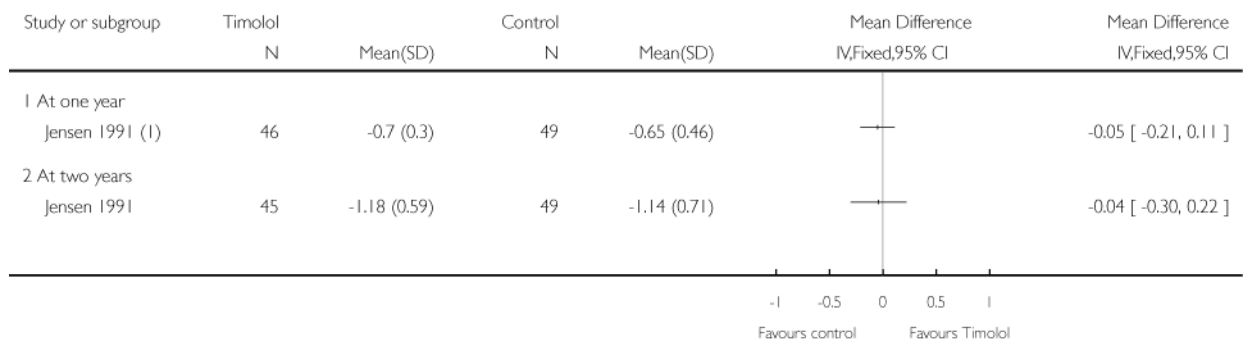 Study or subgroup Timolol Control Mean Difference Mean Difference
N Mean(SD) N Mean(SD) IV,Fixed,95% CI IV,Fixed,95% CI
1 At one year
Jensen 1991 (1) 46 -0.7 (0.3) 49 -0.65 (0.46) -0.05 [ -0.21, 0.11 ]
2 At two years
Jensen 1991 45 -1.18 (0.59) 49 -1.14 (0.71) -0.04 [ -0.30, 0.22 ]
-1 -0.5 0 0.5 1
Favours control Favours Timolol